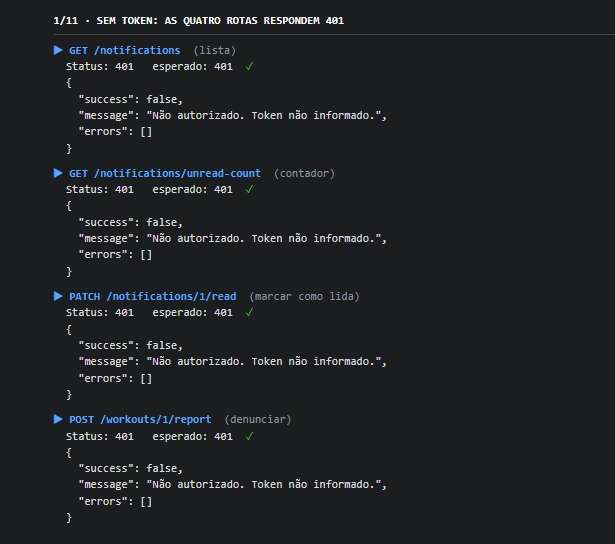 1/11 · SEM TOKEN: AS QUATRO ROTAS RESPONDEM 401
▶ GET /notifications (lista)
Status: 401 esperado: 401 ✓
{
"success": false,
"message": "Não autorizado. Token não informado.",
"errors": []
}
▶ GET /notifications/unread-count (contador)
Status: 401 esperado: 401 ✓
{
"success": false,
"message": "Não autorizado. Token não informado.",
"errors": []
}
▶ PATCH /notifications/1/read (marcar como lida)
Status: 401 esperado: 401 ✓
{
"success": false,
"message": "Não autorizado. Token não informado.",
"errors": []
}
▶ POST /workouts/1/report (denunciar)
Status: 401 esperado: 401 ✓
{
"success": false,
"message": "Não autorizado. Token não informado.",
"errors": []
}